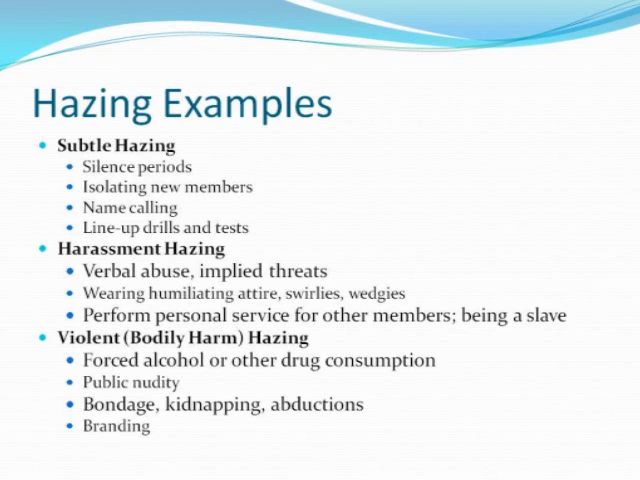 Hazing Examples
Subtle Hazing
Silence periods
Isolating new members
Name calling
Line-up drills and tests
Harassment Hazing
Verbal abuse, implied threats
Wearing humiliating attire, swirlies, wedgies
Perform personal service for other members; being a slave
Violent (Bodily Harm) Hazing
Forced alcohol or other drug consumption
Public nudity
Bondage, kidnapping, abductions
Branding